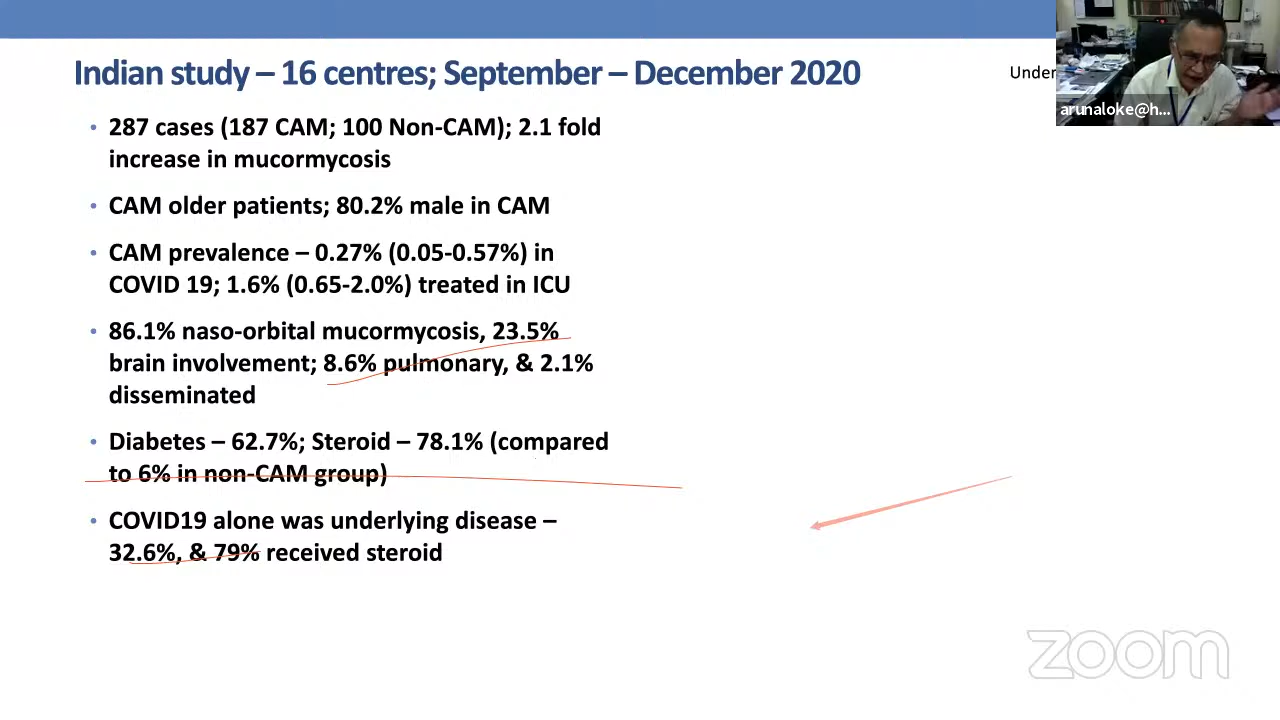 Indian study – 16 centres; September – December 2020
Under
arunaloke@h...
• 287 cases (187 CAM; 100 Non-CAM); 2.1 fold
increase in mucormycosis
• CAM older patients; 80.2% male in CAM
• CAM prevalence – 0.27% (0.05-0.57%) in
COVID 19; 1.6% (0.65-2.0%) treated in ICU
• 86.1% naso-orbital mucormycosis, 23.5%
brain involvement; 8.6% pulmonary, & 2.1%
disseminated
• Diabetes – 62.7%; Steroid – 78.1% (compared
to 6% in non-CAM group)
• COVID19 alone was underlying disease –
32.6%, & 79% received steroid
zoom